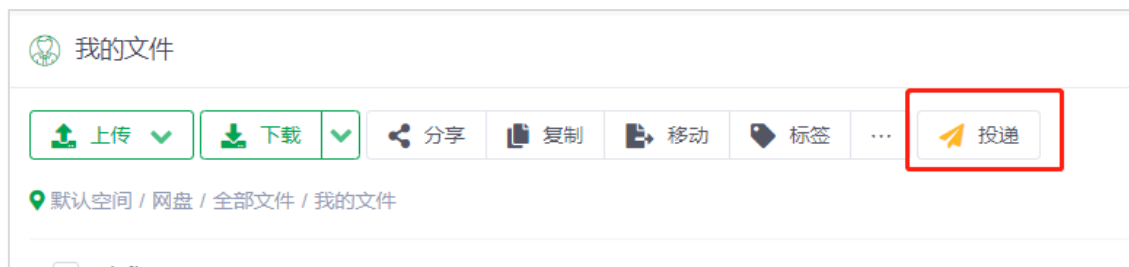 我的文件
上传 下载 分享 复制 移动 标签 ... 投递
默认空间 / 网盘 / 全部文件 / 我的文件